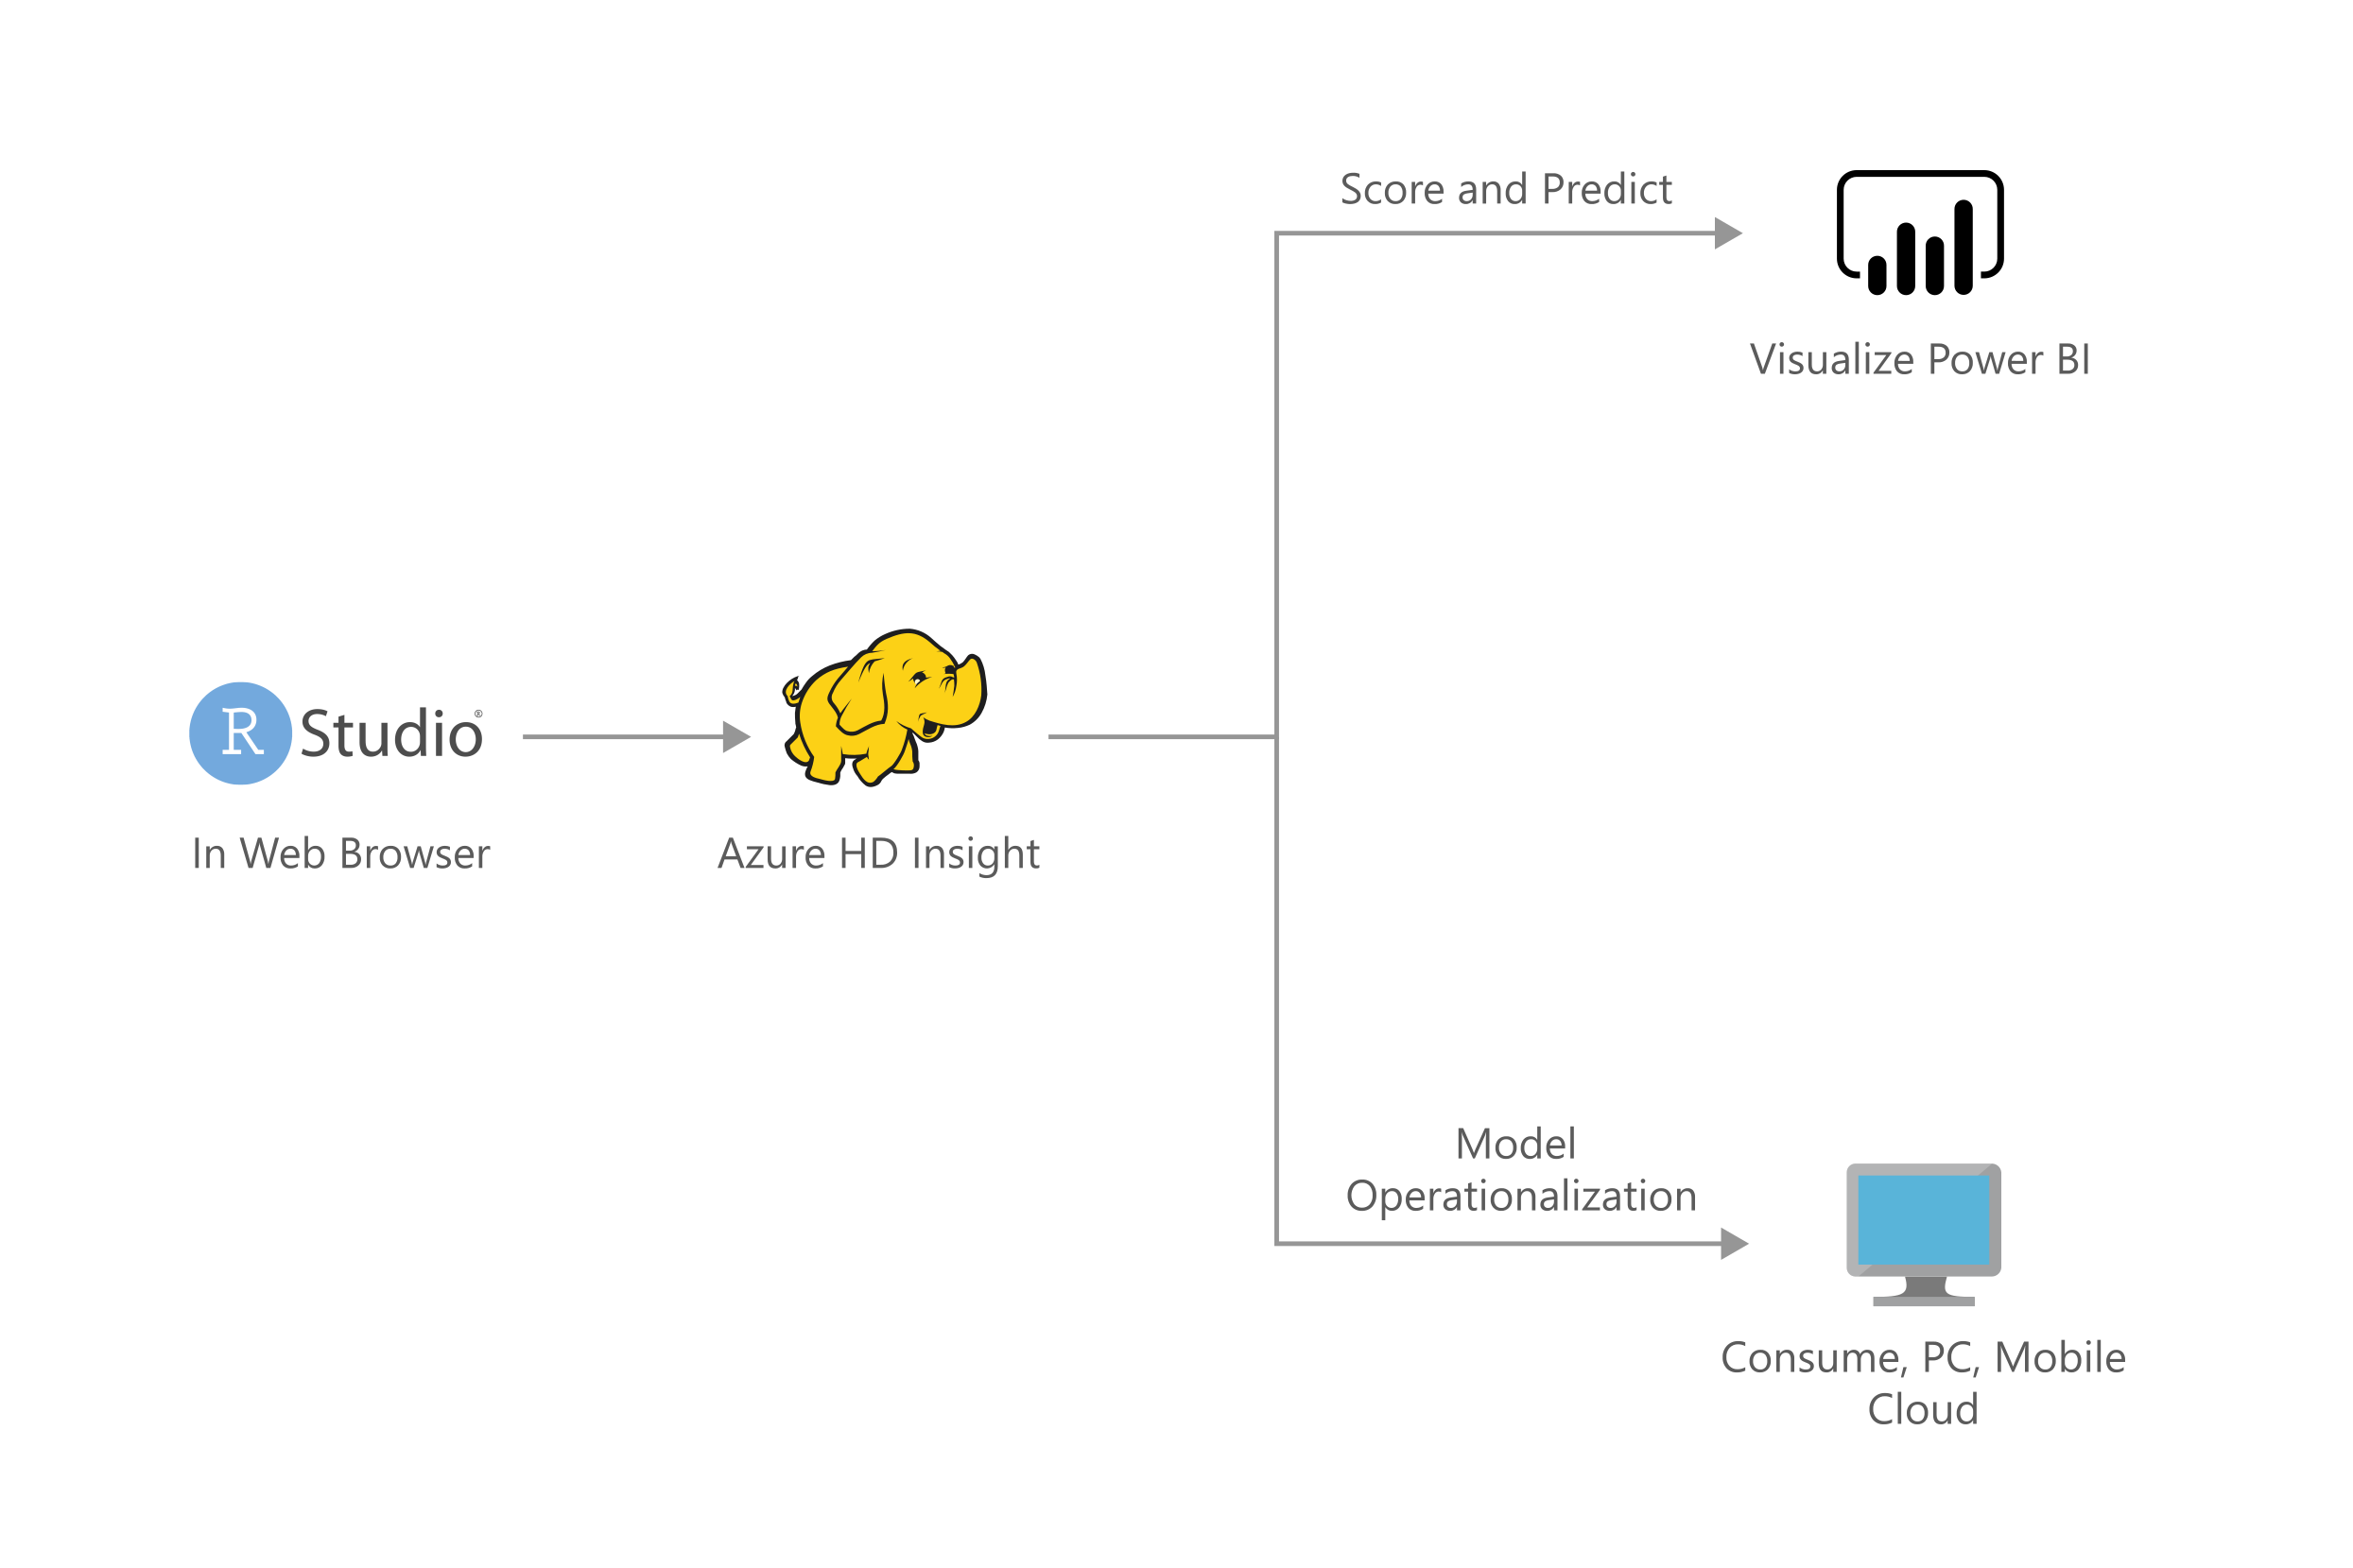 R Studio®
In Web Browser
Azure HD Insight
Score and Predict
Visualize Power BI
Model
Operationalization
Consume, PC, Mobile,
Cloud